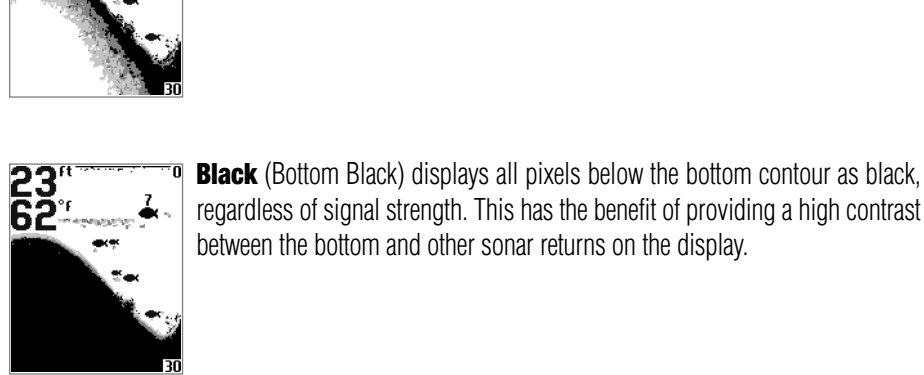 30
23 ft 0
62 °F 7
30
Black (Bottom Black) displays all pixels below the bottom contour as black,
regardless of signal strength. This has the benefit of providing a high contrast
between the bottom and other sonar returns on the display.